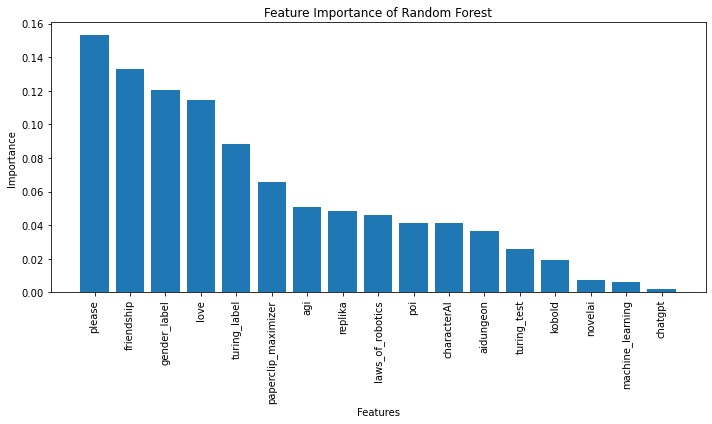 Feature Importance of Random Forest
Importance
0.16
0.14
0.12
0.10
0.08
0.06
0.04
0.02
0.00
please
friendship
gender_label
love
turing_label
paperclip_maximizer
agi
replika
laws_of_robotics
poi
characterAI
aidungeon
turing_test
kobold
novelai
machine_learning
chatgpt
Features